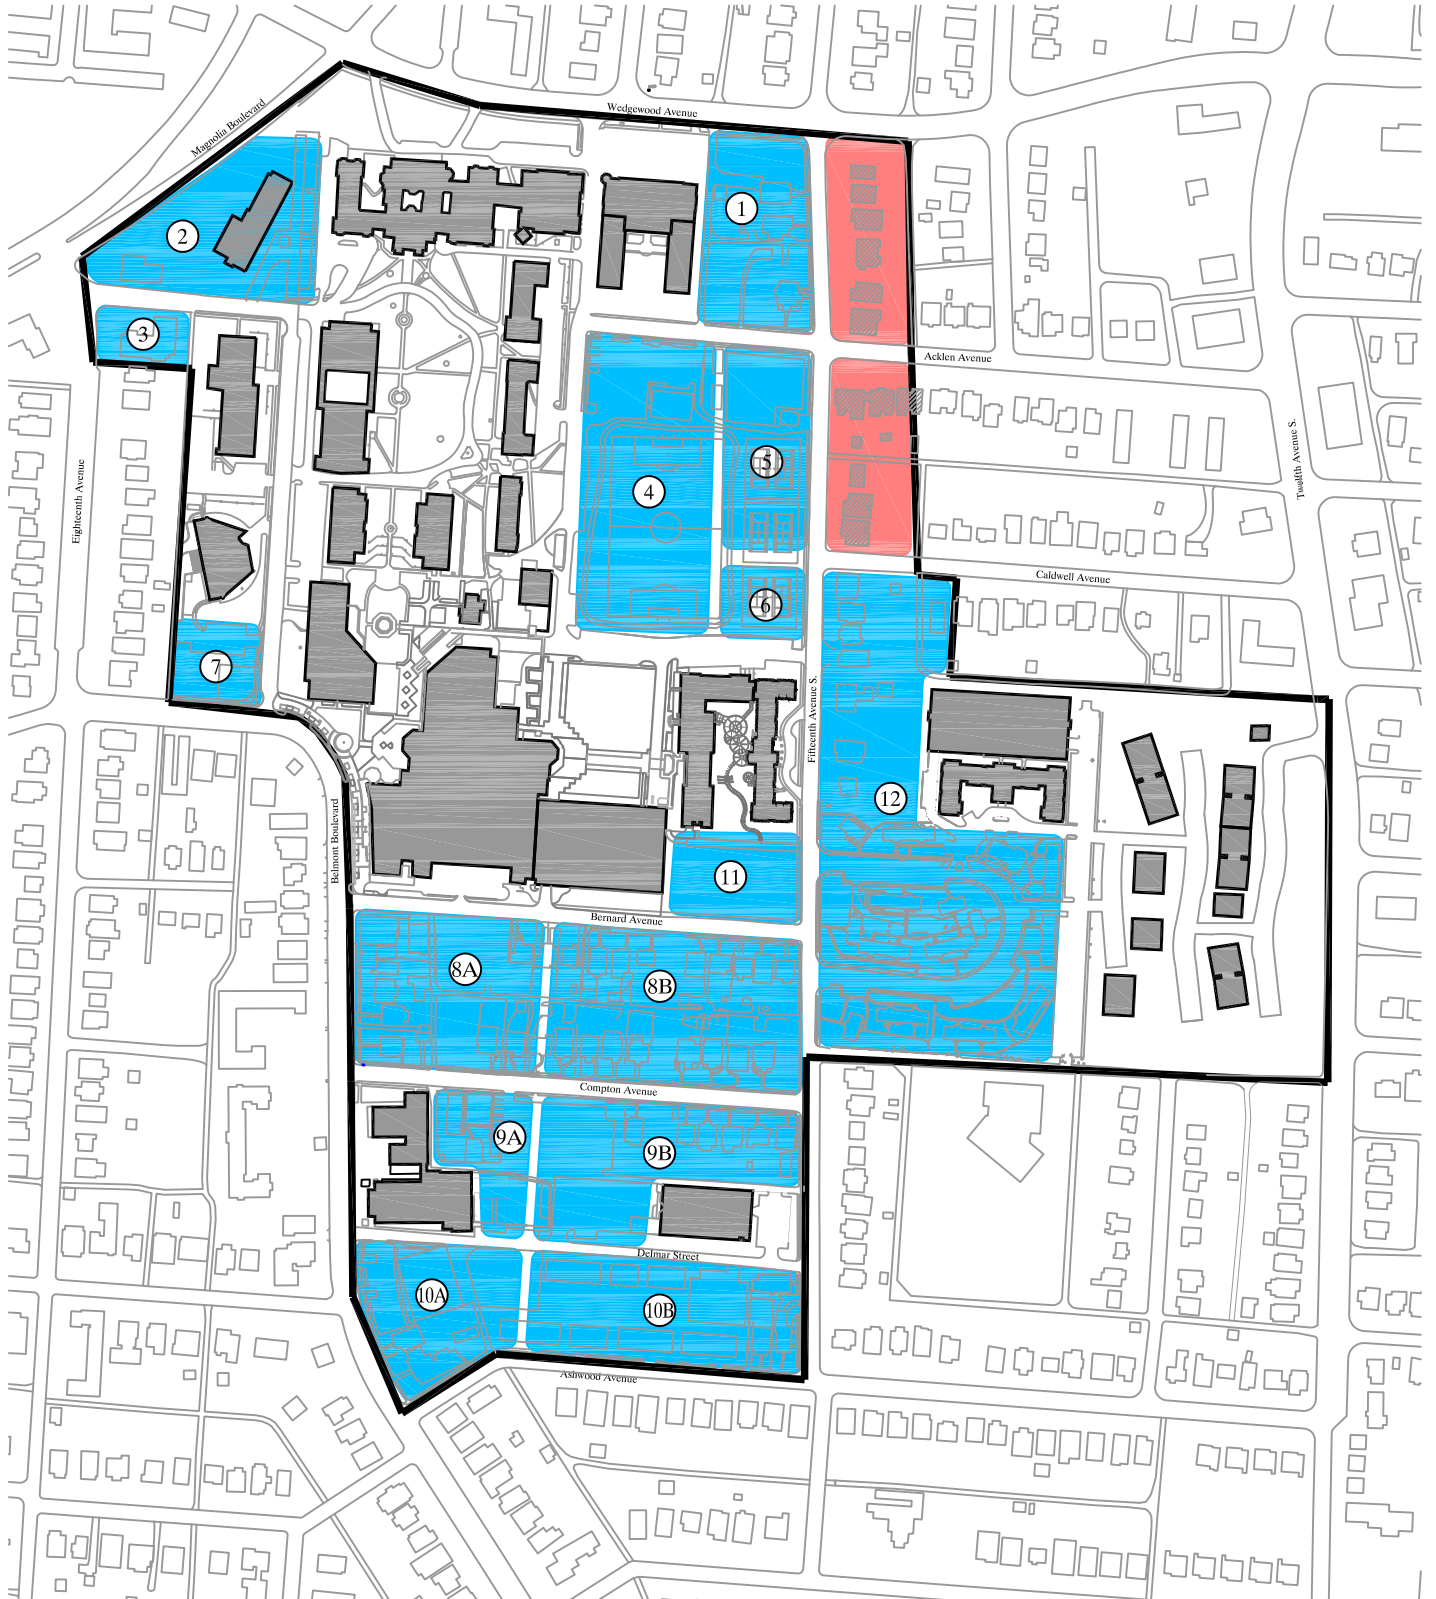 Wedgewood Avenue
Magnolia Boulevard
1
2
3
Acklen Avenue
Twelfth Avenue S.
5
4
Eighteenth Avenue
Caldwell Avenue
6
7
Fifteenth Avenue S.
12
Belmont Boulevard
11
Bernard Avenue
8A
8B
Compton Avenue
9A
9B
Delmar Street
10A
10B
Ashwood Avenue